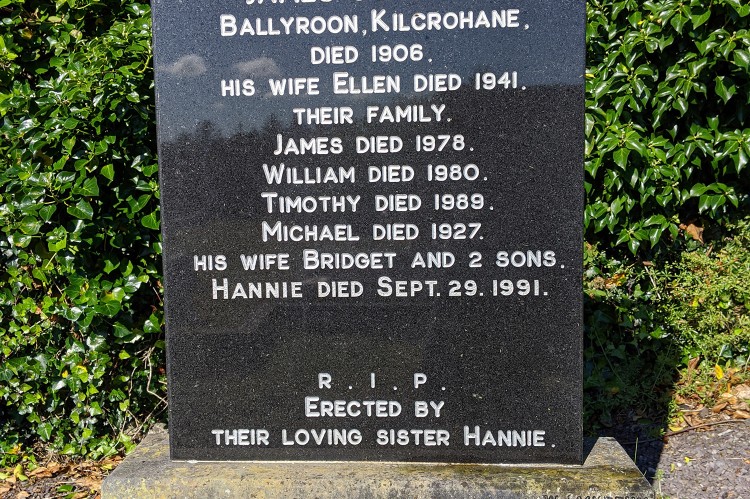 Ballyroon, Kilcrohane,
died 1906.
his wife Ellen died 1941.
their family.
James died 1978.
William died 1980.
Timothy died 1989.
Michael died 1927.
his wife Bridget and 2 sons.
Hannie died Sept. 29. 1991.
R. I. P.
Erected by
their loving sister Hannie.